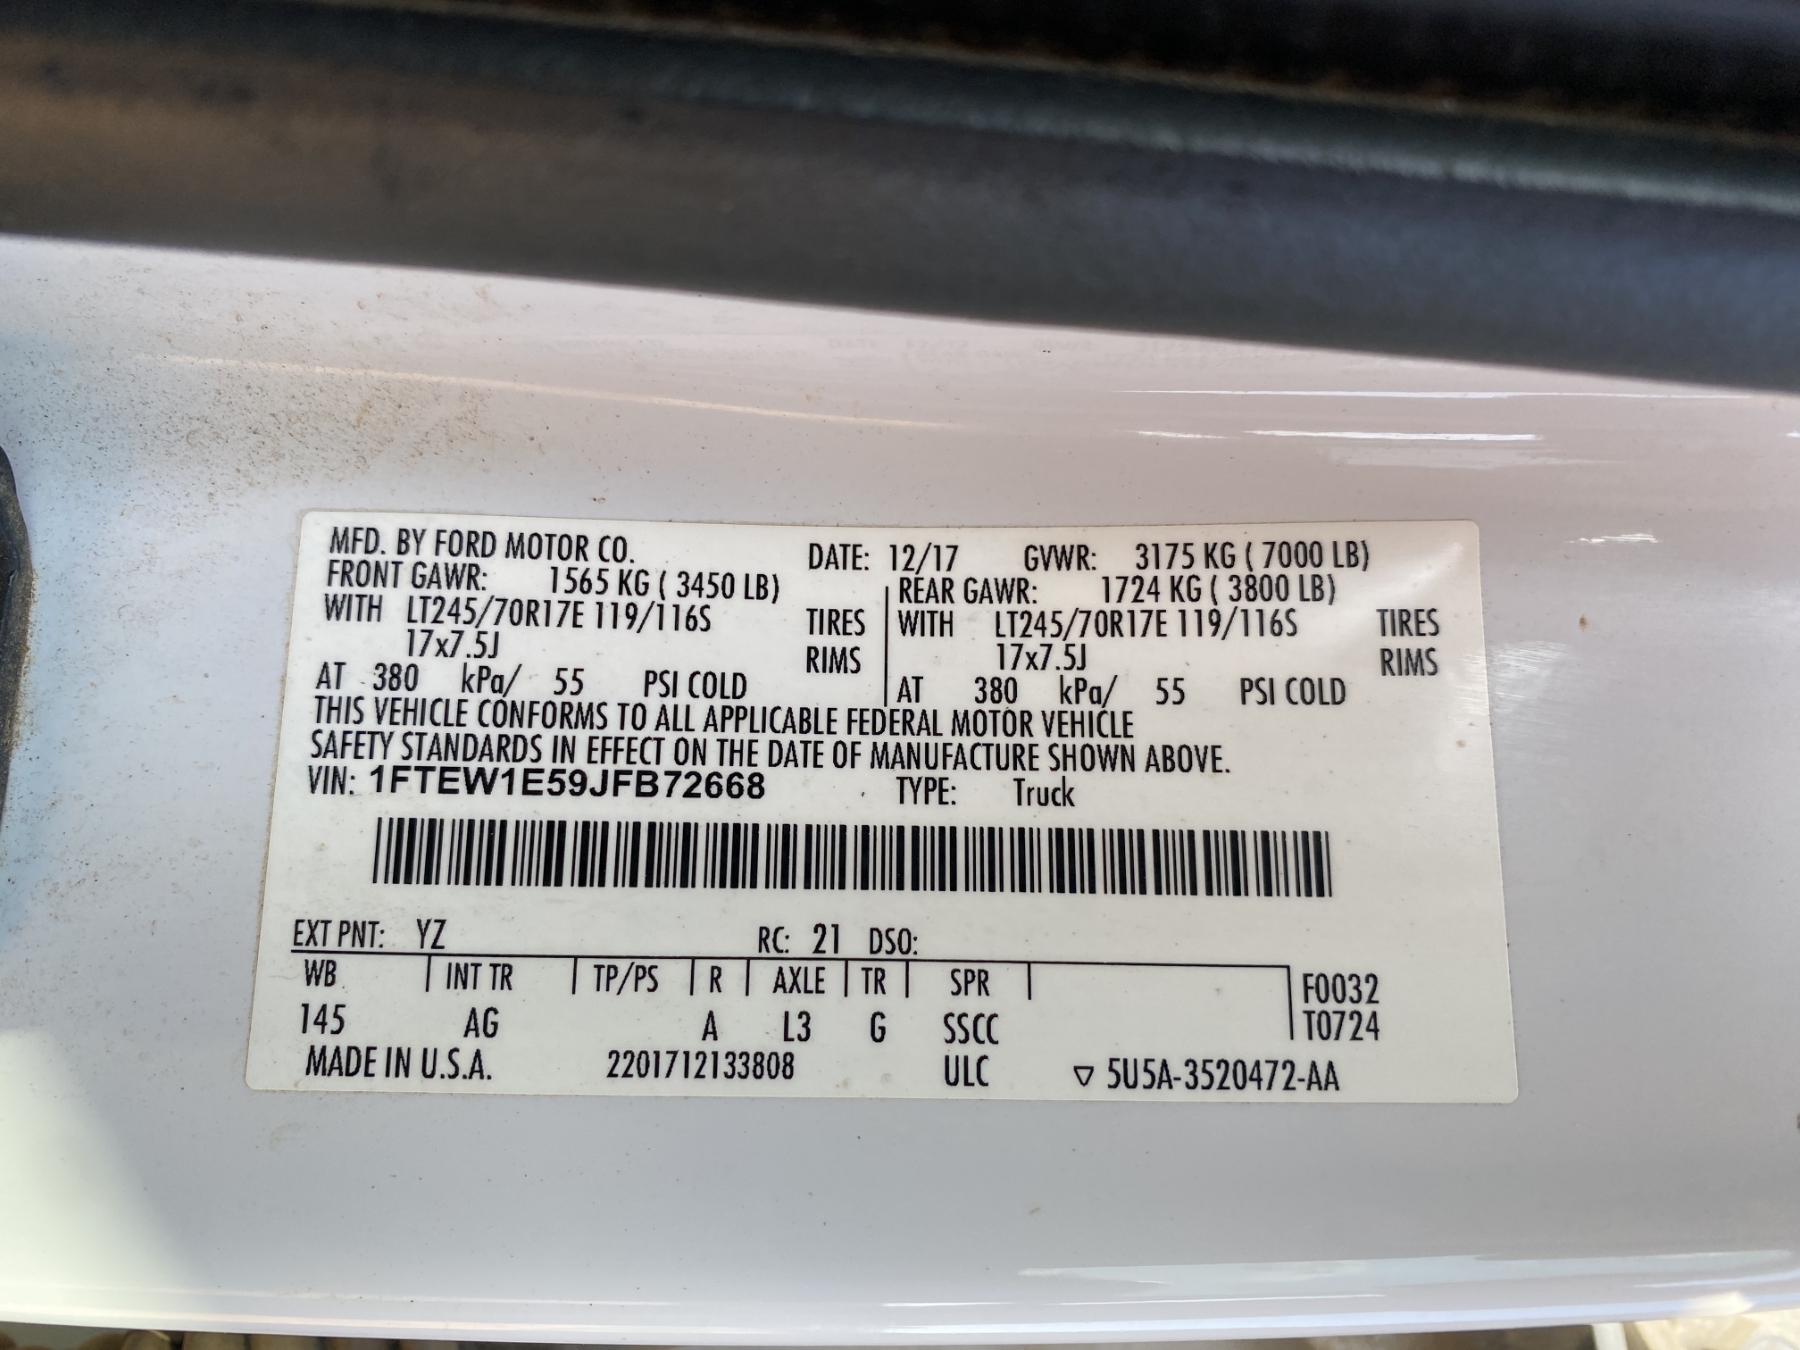 MFD. BY FORD MOTOR CO. DATE: 12/17 GVWR: 3175 KG ( 7000 LB)
FRONT GAWR: 1565 KG ( 3450 LB) REAR GAWR: 1724 KG ( 3800 LB)
WITH LT245/70R17E 119/116S TIRES WITH LT245/70R17E 119/116S TIRES
17x7.5J RIMS 17x7.5J RIMS
AT 380 kPa/ 55 PSI COLD AT 380 kPa/ 55 PSI COLD
THIS VEHICLE CONFORMS TO ALL APPLICABLE FEDERAL MOTOR VEHICLE
SAFETY STANDARDS IN EFFECT ON THE DATE OF MANUFACTURE SHOWN ABOVE.
VIN: 1FTEW1E59JFB72668 TYPE: Truck
EXT PNT: YZ RC: 21 DSO:
WB INT TR TP/PS R AXLE TR SPR F0032
145 AG A L3 G SSCC T0724
MADE IN U.S.A. 2201712133808 ULC ▽ 5U5A-3520472-AA